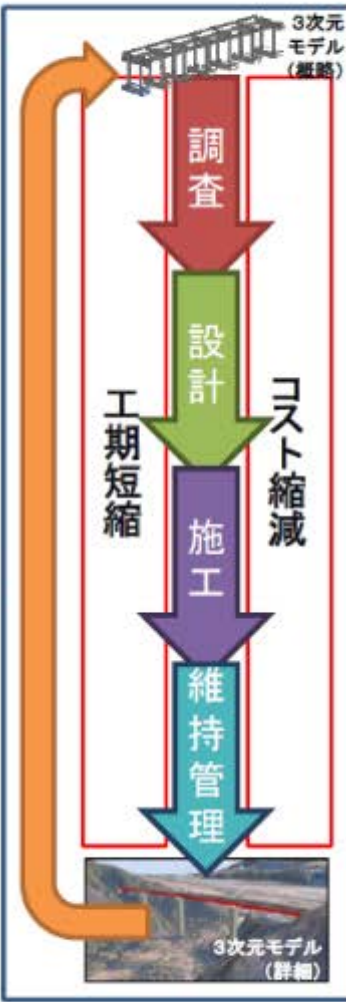 3次元
モデル
(概略)
調査
設計
工期短縮
コスト縮減
施工
維持管理
3次元モデル
(詳細)